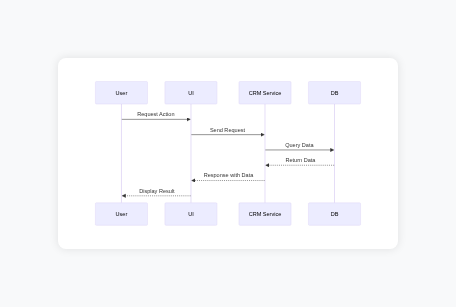 User
UI
CRM Service
DB
Request Action
Send Request
Query Data
Return Data
Response with Data
Display Result
User
UI
CRM Service
DB